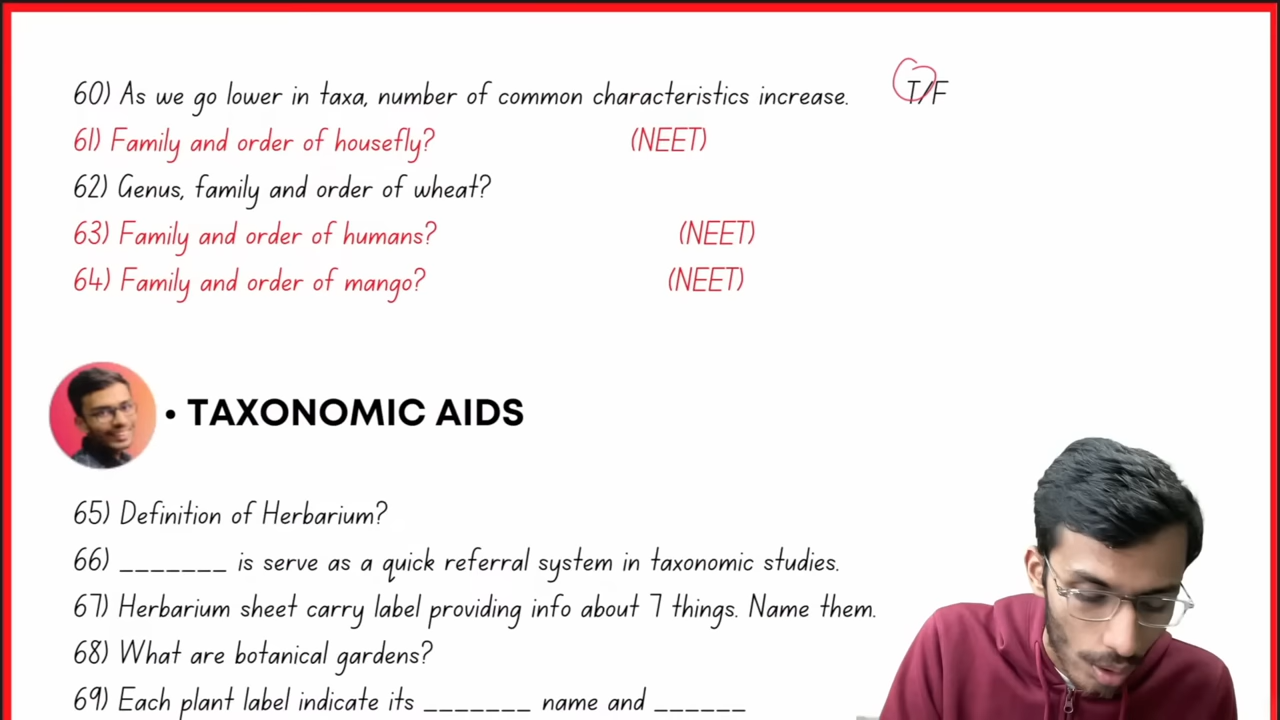 60) As we go lower in taxa, number of common characteristics increase. T/F
61) Family and order of housefly? (NEET)
62) Genus, family and order of wheat?
63) Family and order of humans? (NEET)
64) Family and order of mango? (NEET)
• TAXONOMIC AIDS
65) Definition of Herbarium?
66) _______ is serve as a quick referral system in taxonomic studies.
67) Herbarium sheet carry label providing info about 7 things. Name them.
68) What are botanical gardens?
69) Each plant label indicate its _______ name and ______